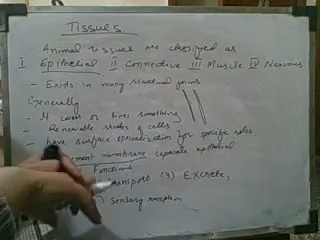 Tissues
- Animal tissues are classified as
I Epithelial II Connective III Muscle IV Nervous
- Exists in many structural forms
Generally
- It covers or lines something
- Renewable sheets of cells
- have surface specialization for specific roles
membrane separate epithelial
Functions
transport (3) Excrete,
sensory reception